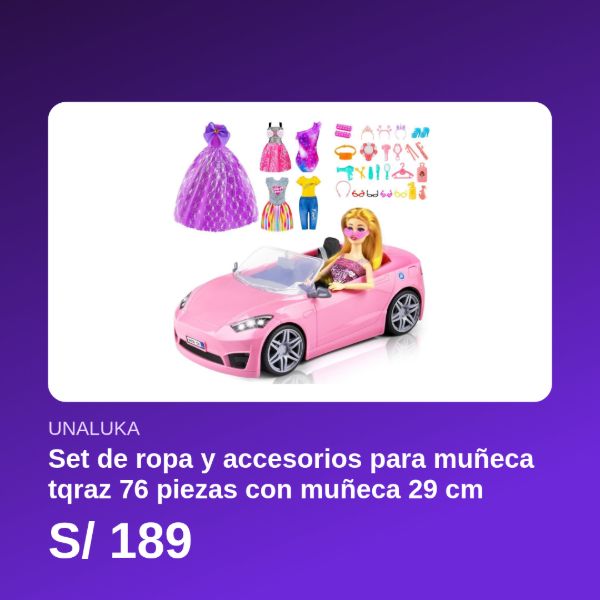 UNALUKA
Set de ropa y accesorios para muñeca
tqraz 76 piezas con muñeca 29 cm
S/ 189